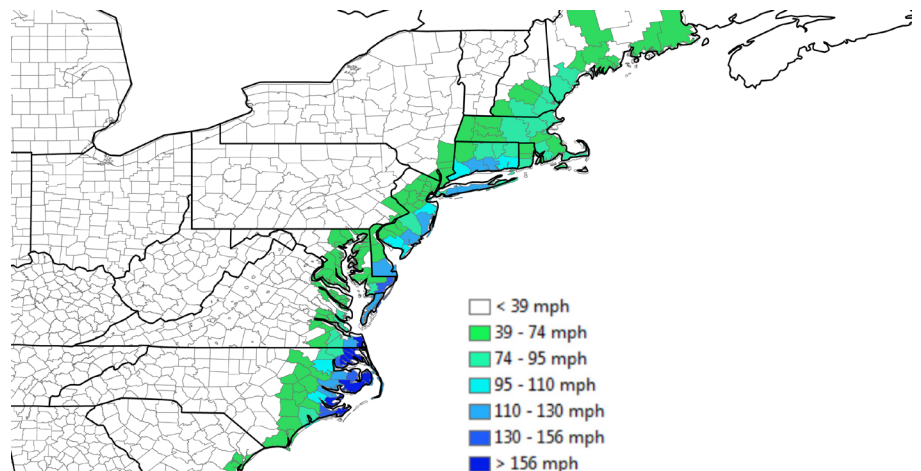 < 39 mph
39 - 74 mph
74 - 95 mph
95 - 110 mph
110 - 130 mph
130 - 156 mph
> 156 mph